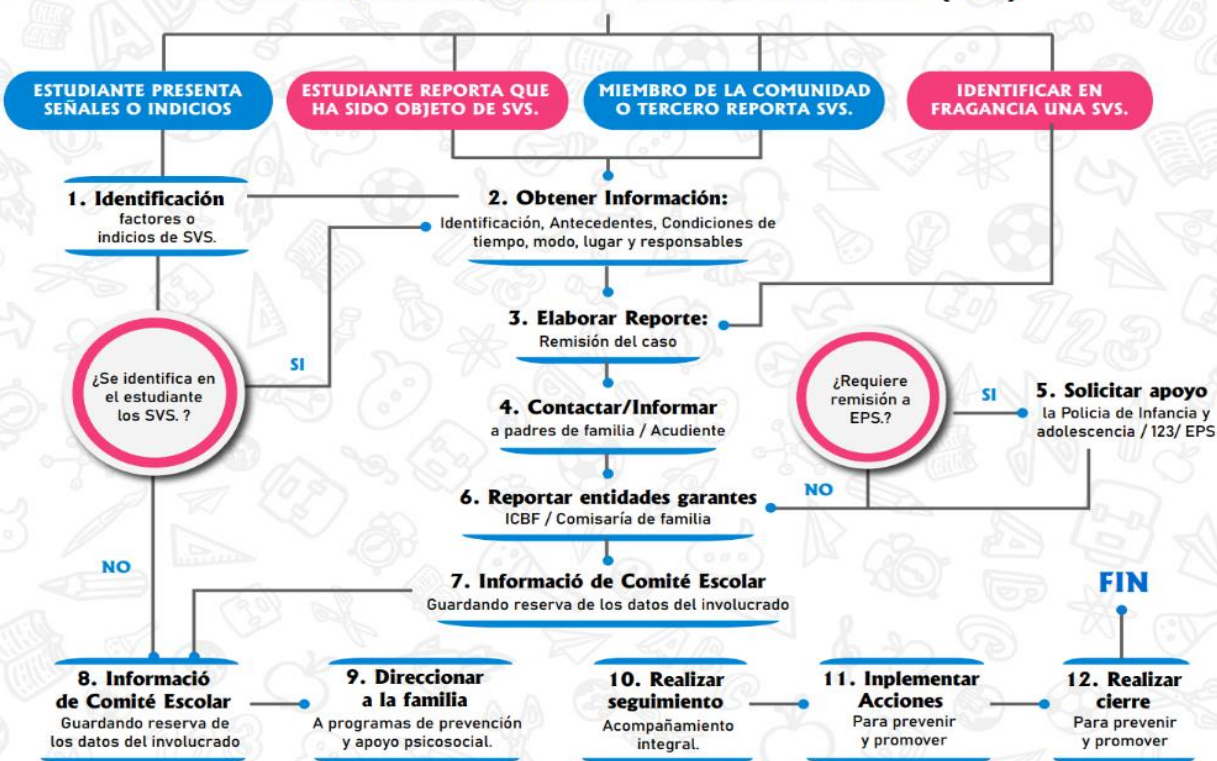 ESTUDIANTE PRESENTA
SEÑALES O INDICIOS
ESTUDIANTE REPORTA QUE
HA SIDO OBJETO DE SVS.
MIEMBRO DE LA COMUNIDAD
O TERCERO REPORTA SVS.
IDENTIFICAR EN
FRAGANCIA UNA SVS.
1. Identificación
factores o
indicios de SVS.
2. Obtener Información:
Identificación, Antecedentes, Condiciones de
tiempo, modo, lugar y responsables
3. Elaborar Reporte:
Remisión del caso
¿Se identifica en
el estudiante
los SVS. ?
SI
NO
4. Contactar/Informar
a padres de familia / Acudiente
¿Requiere
remisión a
EPS.?
SI
NO
5. Solicitar apoyo
la Policia de Infancia y
adolescencia / 123/ EPS
6. Reportar entidades garantes
ICBF / Comisaría de familia
7. Informació de Comité Escolar
Guardando reserva de los datos del involucrado
FIN
8. Informació
de Comité Escolar
Guardando reserva de
los datos del involucrado
9. Direccionar
a la familia
A programas de prevención
y apoyo psicosocial.
10. Realizar
seguimiento
Acompañamiento
integral.
11. Inplementar
Acciones
Para prevenir
y promover
12. Realizar
cierre
Para prevenir
y promover